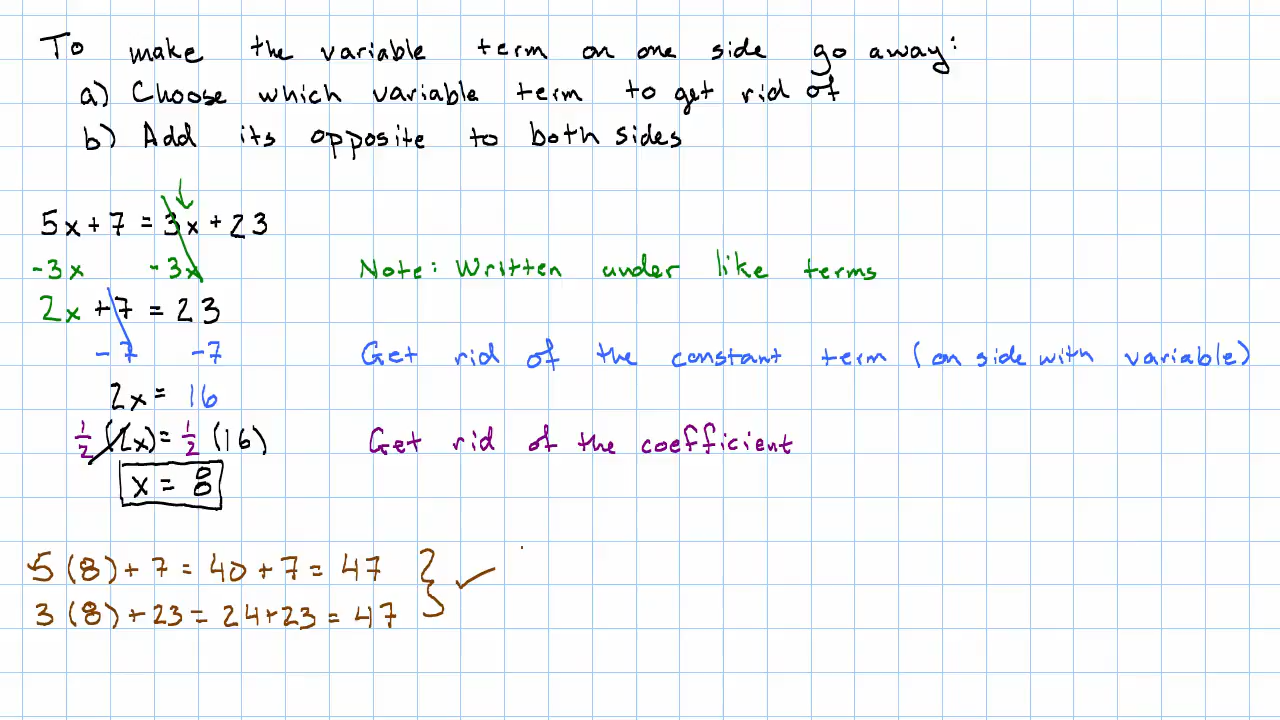 To make the variable term on one side go away:
a) Choose which variable term to get rid of
b) Add its opposite to both sides
5x + 7 = 3x + 23
-3x -3x Note: Written under like terms
2x + 7 = 23
-7 -7 Get rid of the constant term (on side with variable)
2x = 16
1/2 (2x) = 1/2 (16) Get rid of the coefficient
x = 8
5(8) + 7 = 40 + 7 = 47
3(8) + 23 = 24 + 23 = 47